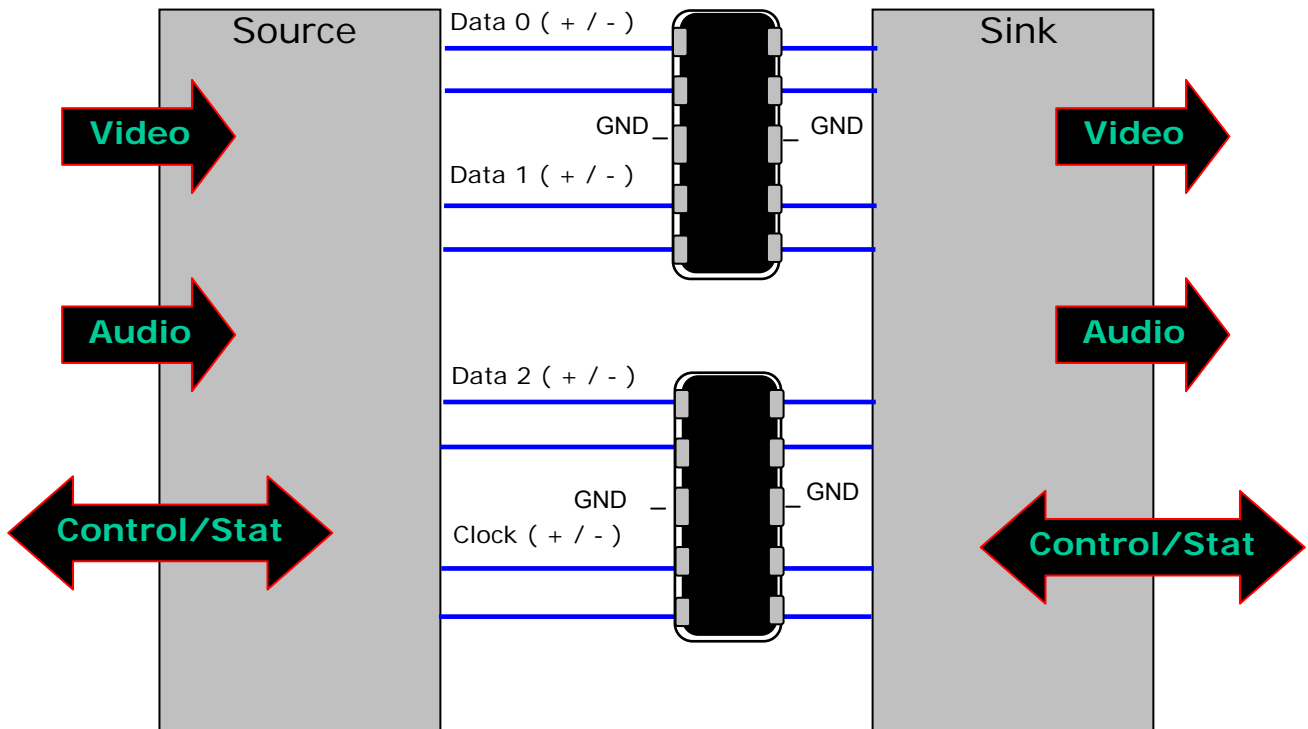 Source
Data 0 ( + / - )
Sink
Video
GND
GND
Video
Data 1 ( + / - )
Audio
Audio
Data 2 ( + / - )
GND
GND
Control/Stat
Clock ( + / - )
Control/Stat